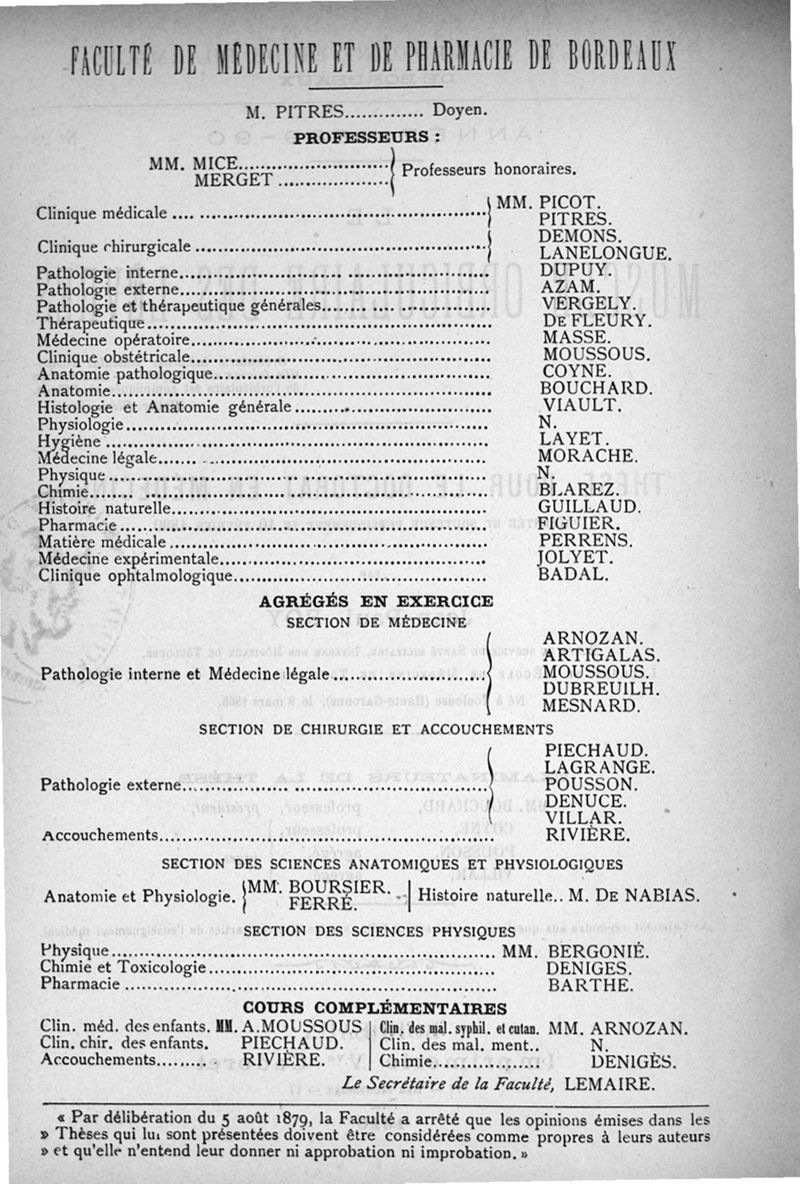 FACULTÉ DE MÉDECINE ET DE PHARMACIE DE BORDEAUX
M. PITRES.............. Doyen.
PROFESSEURS :
MM. MICE........................... Professeurs honoraires.
MERGET ....................
Clinique médicale .... MM. PICOT.
PITRES.
Clinique chirurgicale .... DEMONS.
LANELONGUE.
Pathologie interne.... DUPUY.
Pathologie externe.... AZAM.
Pathologie et thérapeutique générales.... VERGELY.
Thérapeutique.... DE FLEURY.
Médecine opératoire.... MASSE.
Clinique obstétricale.... MOUSSOUS.
Anatomie pathologique.... COYNE.
Anatomie.... BOUCHARD.
Histologie et Anatomie générale.... VIAULT.
Physiologie.... N.
Hygiène .... LAYET.
Médecine légale.... MORACHE.
Physique .... N.
Chimie.... BLAREZ.
Histoire naturelle.... GUILLAUD.
Pharmacie .... FIGUIER.
Matière médicale .... PERRENS.
Médecine expérimentale.... JOLYET.
Clinique ophtalmologique.... BADAL.
AGRÉGÉS EN EXERCICE
SECTION DE MÉDECINE
ARNOZAN.
ARTIGALAS.
Pathologie interne et Médecine légale .... MOUSSOUS.
DUBREUILH.
MESNARD.
SECTION DE CHIRURGIE ET ACCOUCHEMENTS
PIECHAUD.
LAGRANGE.
Pathologie externe.... POUSSON.
DENUCE.
VILLAR.
Accouchements.... RIVIÈRE.
SECTION DES SCIENCES ANATOMIQUES ET PHYSIOLOGIQUES
Anatomie et Physiologie. MM. BOURSIER. Histoire naturelle.. M. DE NABIAS.
FERRÉ.
SECTION DES SCIENCES PHYSIQUES
Physique.... MM. BERGONIÉ.
Chimie et Toxicologie.... DENIGES.
Pharmacie .... BARTHE.
COURS COMPLÉMENTAIRES
Clin. méd. des enfants. MM. A. MOUSSOUS Clin. des mal. syphil. et cutan. MM. ARNOZAN.
Clin. chir. des enfants. PIECHAUD. Clin. des mal. ment.. N.
Accouchements......... RIVIÈRE. Chimie................... DENIGÈS.
Le Secrétaire de la Faculté, LEMAIRE.
« Par délibération du 5 août 1879, la Faculté a arrêté que les opinions émises dans les
» Thèses qui lui sont présentées doivent être considérées comme propres à leurs auteurs
» et qu'elle n'entend leur donner ni approbation ni improbation. »